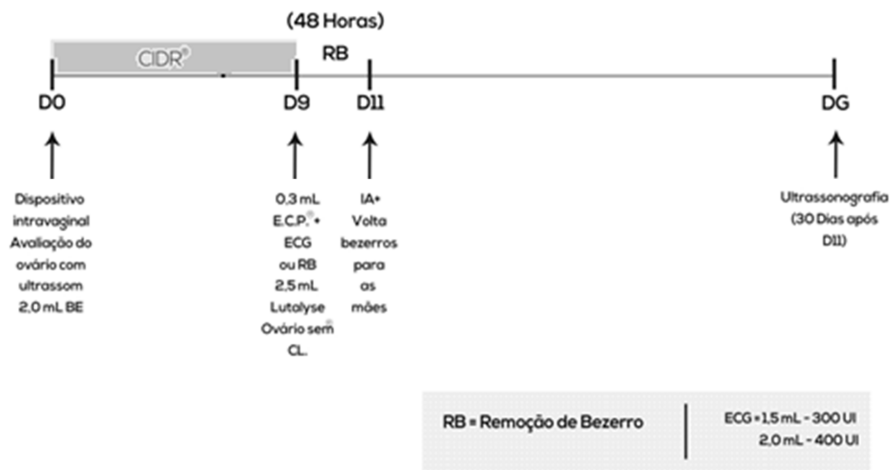 (48 Horas)
CIDR®
RB
D0
D9
D11
DG
Dispositivo
intravaginal
Avaliação do
ovário com
ultrassom
2,0 mL BE
0,3 mL
E.C.P.®+
ECG
ou RB
2,5 mL
Lutalyse®
Ovário sem
CL.
IA+
Volta
bezerros
para
as
mães
Ultrassonografia
(30 Dias após
D11)
RB = Remoção de Bezerro
ECG =1,5 mL - 300 UI
2,0 mL - 400 UI